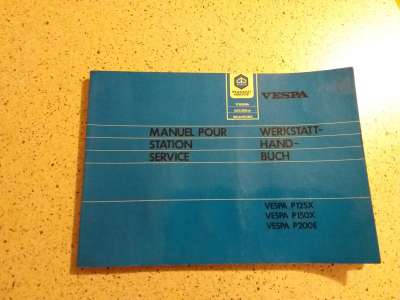 VESPA
MANUEL POUR
STATION
SERVICE
WERKSTATT-
HAND-
BUCH
VESPA P125X
VESPA P150X
VESPA P200E